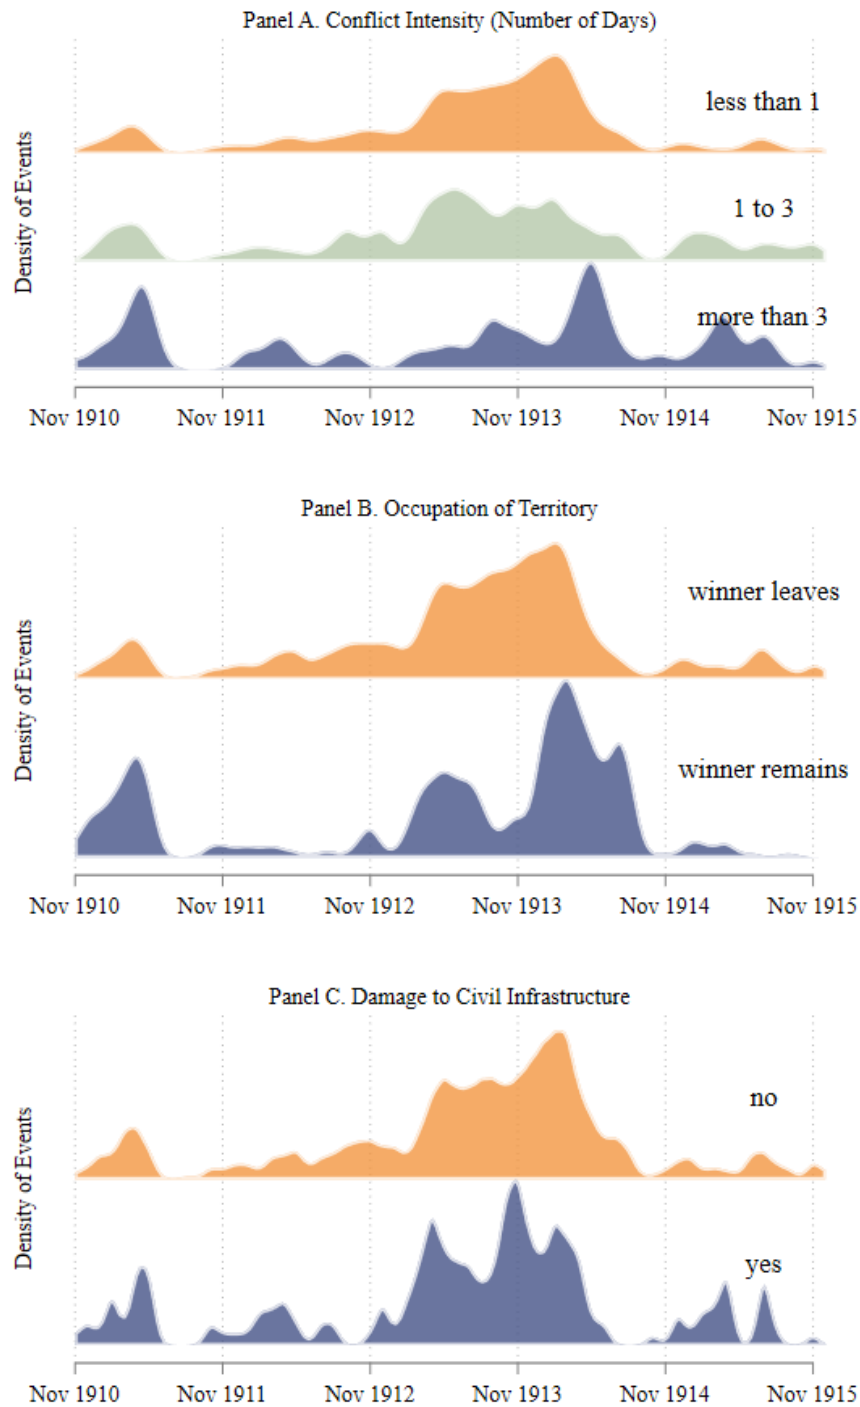 Panel A. Conflict Intensity (Number of Days)
Density of Events
less than 1
1 to 3
more than 3
Nov 1910 Nov 1911 Nov 1912 Nov 1913 Nov 1914 Nov 1915
Panel B. Occupation of Territory
Density of Events
winner leaves
winner remains
Nov 1910 Nov 1911 Nov 1912 Nov 1913 Nov 1914 Nov 1915
Panel C. Damage to Civil Infrastructure
Density of Events
no
yes
Nov 1910 Nov 1911 Nov 1912 Nov 1913 Nov 1914 Nov 1915